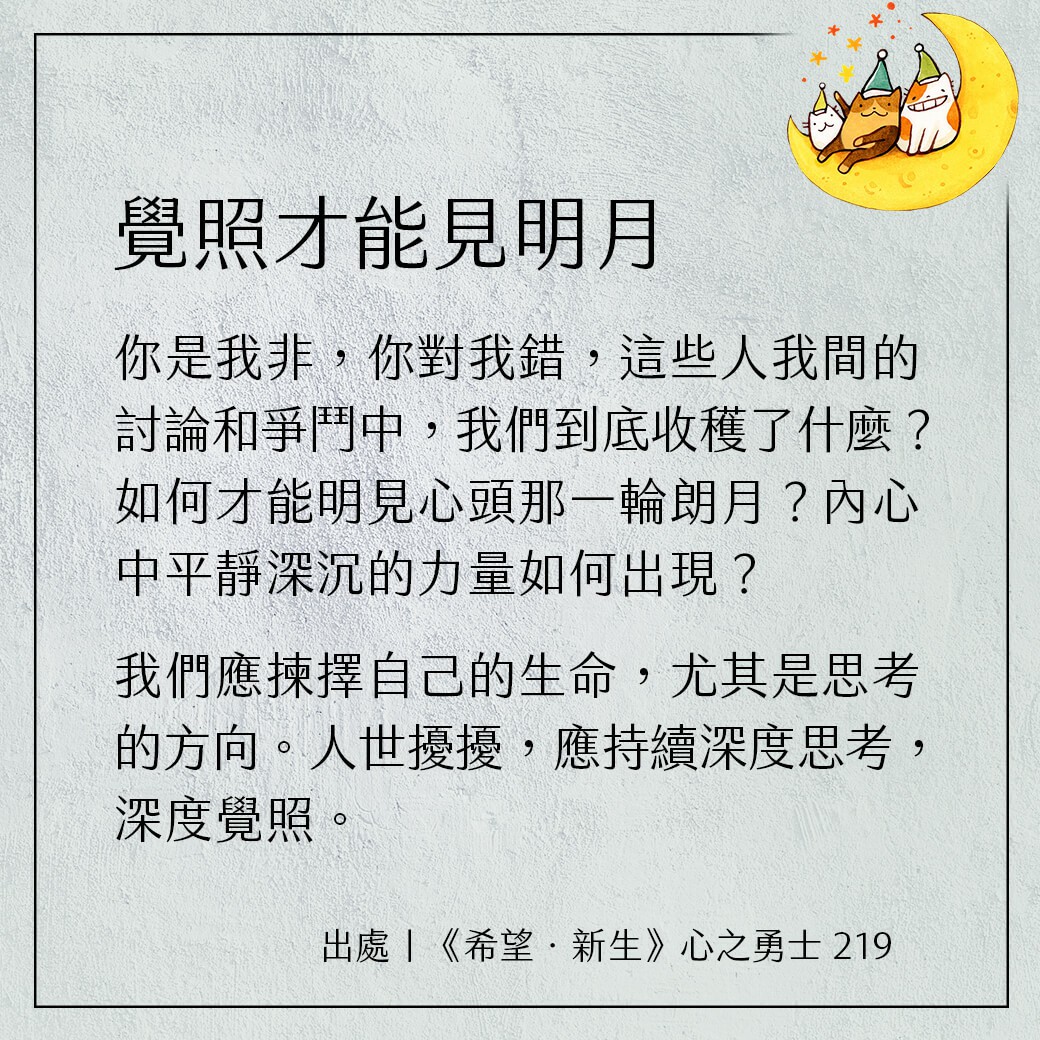 覺照才能見明月
你是我非，你對我錯，這些人我間的
討論和爭鬥中，我們到底收穫了什麼？
如何才能明見心頭那一輪朗月？內心
中平靜深沉的力量如何出現？
我們應揀擇自己的生命，尤其是思考
的方向。人世擾擾，應持續深度思考，
深度覺照。
出處｜《希望．新生》心之勇士 219